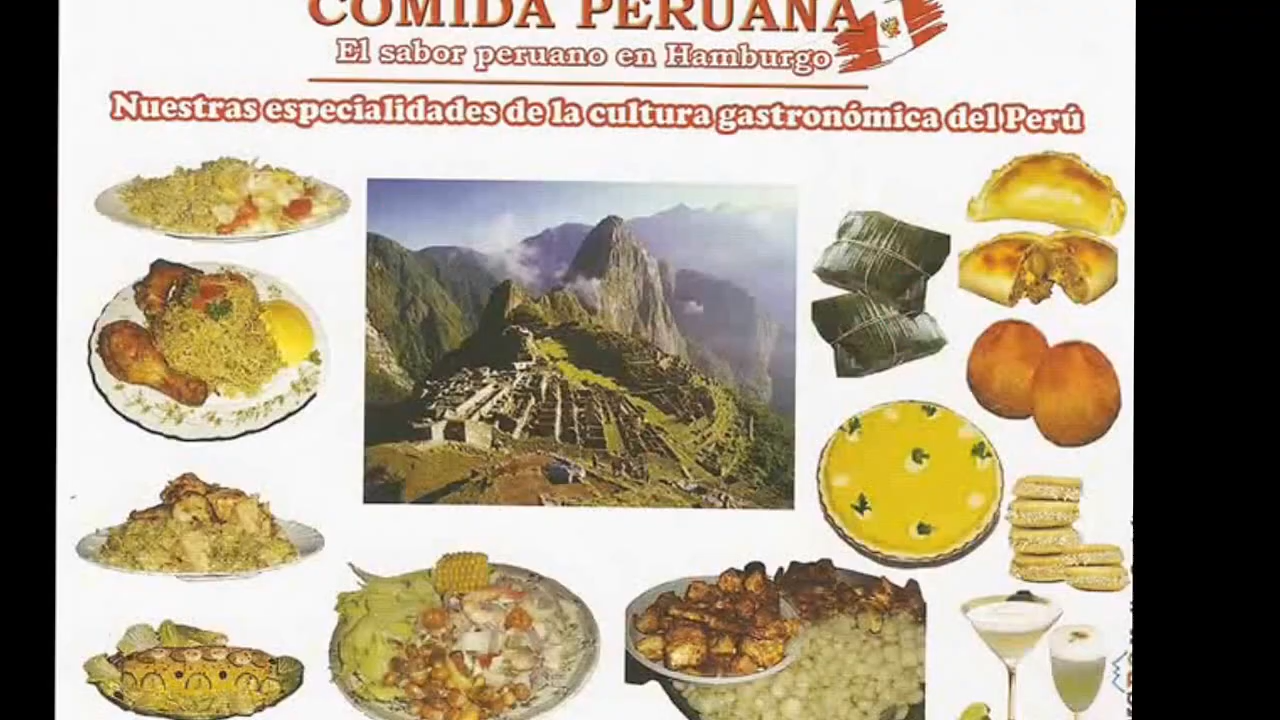 COMIDA PERUANA
El sabor peruano en Hamburgo
Nuestras especialidades de la cultura gastronómica del Perú